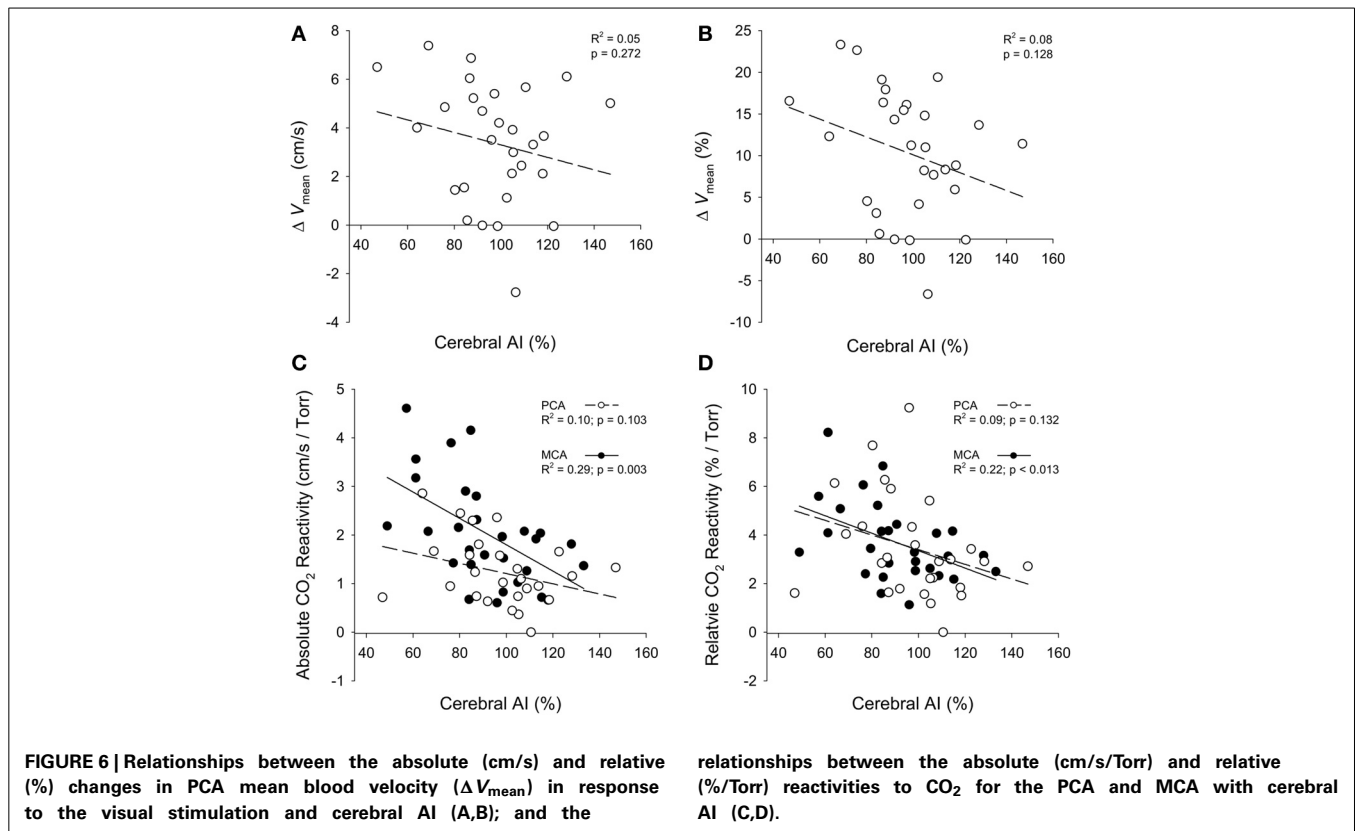 A
R² = 0.05
p = 0.272
8
6
4
2
0
-2
-4
Δ Vmean (cm/s)
40 60 80 100 120 140 160
Cerebral AI (%)
B
R² = 0.08
p = 0.128
25
20
15
10
5
0
-5
-10
Δ Vmean (%)
40 60 80 100 120 140 160
Cerebral AI (%)
C
PCA
R² = 0.10; p = 0.103
MCA
R² = 0.29; p = 0.003
5
4
3
2
1
0
-1
Absolute CO₂ Reactivity (cm/s / Torr)
40 60 80 100 120 140 160
Cerebral AI (%)
D
PCA
R² = 0.09; p = 0.132
MCA
R² = 0.22; p < 0.013
10
8
6
4
2
0
-2
Relatvie CO₂ Reactivity (% / Torr)
40 60 80 100 120 140 160
Cerebral AI (%)
FIGURE 6 | Relationships between the absolute (cm/s) and relative
(%) changes in PCA mean blood velocity (ΔVmean) in response
to the visual stimulation and cerebral AI (A,B); and the
relationships between the absolute (cm/s/Torr) and relative
(%/Torr) reactivities to CO₂ for the PCA and MCA with cerebral
AI (C,D).